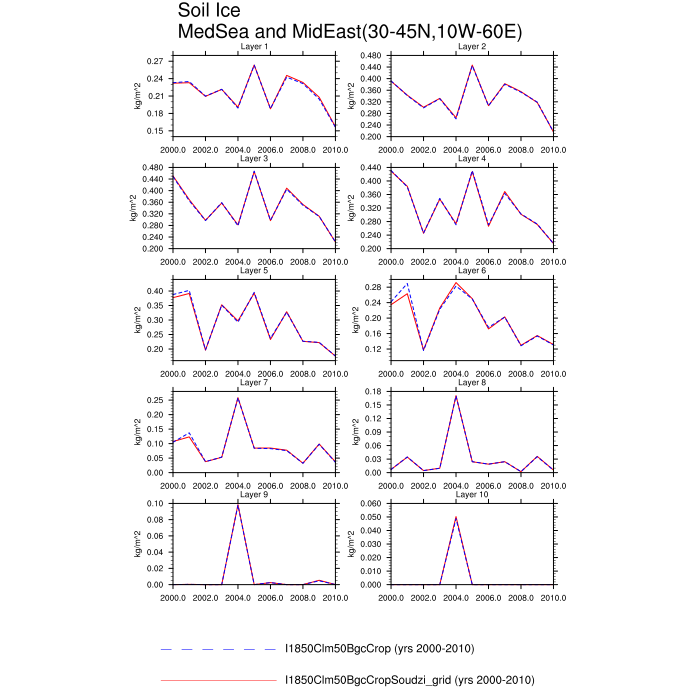 Soil Ice
MedSea and MidEast(30-45N,10W-60E)
Layer 1 Layer 2
0.27 0.24 0.21 0.18 0.15
kg/m^2
2000.0 2002.0 2004.0 2006.0 2008.0 2010.0
0.480 0.440 0.400 0.360 0.320 0.280 0.240 0.200
kg/m^2
2000.0 2002.0 2004.0 2006.0 2008.0 2010.0
Layer 3 Layer 4
0.480 0.440 0.400 0.360 0.320 0.280 0.240 0.200
kg/m^2
2000.0 2002.0 2004.0 2006.0 2008.0 2010.0
0.440 0.400 0.360 0.320 0.280 0.240 0.200
kg/m^2
2000.0 2002.0 2004.0 2006.0 2008.0 2010.0
Layer 5 Layer 6
0.40 0.35 0.30 0.25 0.20
kg/m^2
2000.0 2002.0 2004.0 2006.0 2008.0 2010.0
0.28 0.24 0.20 0.16 0.12
kg/m^2
2000.0 2002.0 2004.0 2006.0 2008.0 2010.0
Layer 7 Layer 8
0.25 0.20 0.15 0.10 0.05 0.00
kg/m^2
2000.0 2002.0 2004.0 2006.0 2008.0 2010.0
0.18 0.15 0.12 0.09 0.06 0.03 0.00
kg/m^2
2000.0 2002.0 2004.0 2006.0 2008.0 2010.0
Layer 9 Layer 10
0.10 0.08 0.06 0.04 0.02 0.00
kg/m^2
2000.0 2002.0 2004.0 2006.0 2008.0 2010.0
0.060 0.050 0.040 0.030 0.020 0.010 0.000
kg/m^2
2000.0 2002.0 2004.0 2006.0 2008.0 2010.0
I1850Clm50BgcCrop (yrs 2000-2010)
I1850Clm50BgcCropSoudzi_grid (yrs 2000-2010)